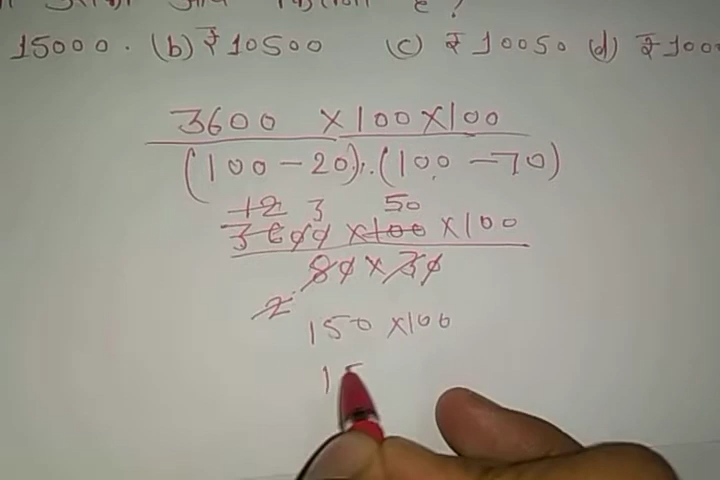 है ?
15000 . (b) ₹ 10500 (c) ₹ 10050 (d) ₹ 100
3600 × 100 × 100
(100 - 20) . (100 - 70)
12 3 50
3600 × 100 × 100
80 × 30
2
150 × 100
15